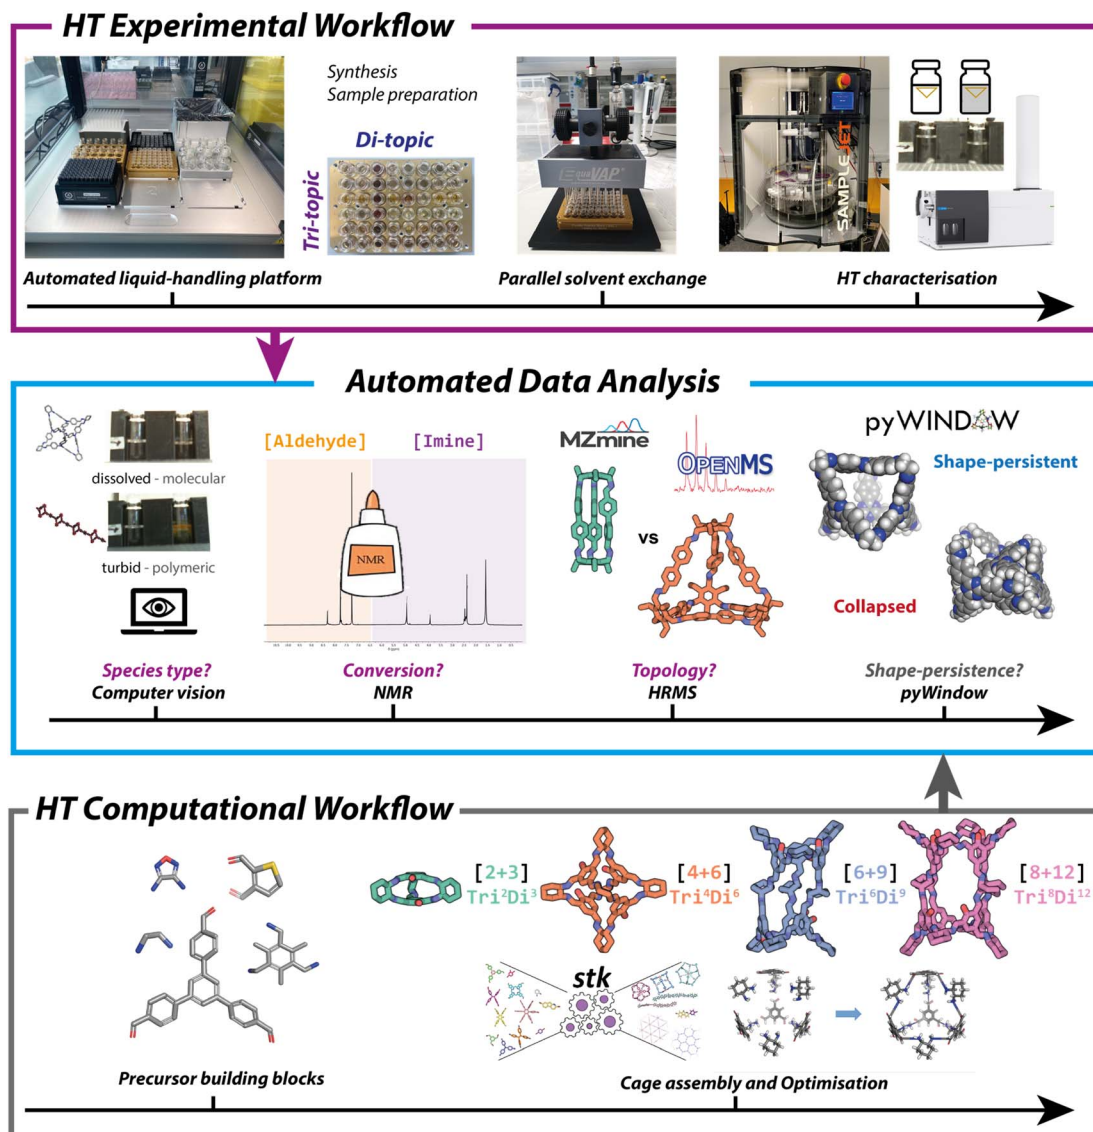 HT Experimental Workflow
Synthesis
Sample preparation
Di-topic
Tri-topic
EquaVAP®
SAMPLEJET
Automated liquid-handling platform
Parallel solvent exchange
HT characterisation
Automated Data Analysis
dissolved - molecular
turbid - polymeric
[Aldehyde]
[Imine]
NMR
MZmine
OPENMS
vs
pyWINDOW
Shape-persistent
Collapsed
Species type?
Computer vision
Conversion?
NMR
Topology?
HRMS
Shape-persistence?
pyWindow
HT Computational Workflow
[2+3]
Tri²Di³
[4+6]
Tri⁴Di⁶
[6+9]
Tri⁶Di⁹
[8+12]
Tri⁸Di¹²
stk
Precursor building blocks
Cage assembly and Optimisation